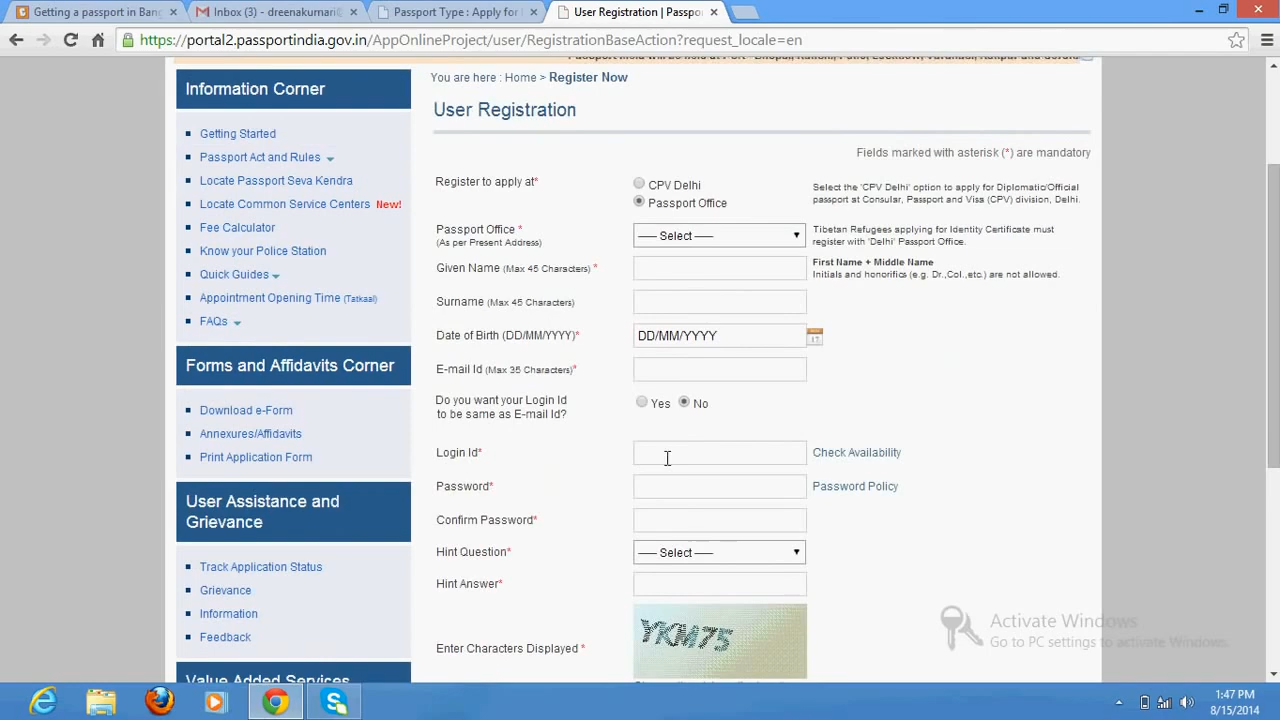 Getting a passport in Bang
Inbox (3) - dreenakumari@
Passport Type : Apply for
User Registration | Passpo
https://portal2.passportindia.gov.in/AppOnlineProject/user/RegistrationBaseAction?request_locale=en
Information Corner
Getting Started
Passport Act and Rules
Locate Passport Seva Kendra
Locate Common Service Centers New!
Fee Calculator
Know your Police Station
Quick Guides
Appointment Opening Time (Tatkaal)
FAQs
Forms and Affidavits Corner
Download e-Form
Annexures/Affidavits
Print Application Form
User Assistance and
Grievance
Track Application Status
Grievance
Information
Feedback
Value Added Services
You are here : Home > Register Now
User Registration
Fields marked with asterisk (*) are mandatory
Register to apply at*
CPV Delhi
Passport Office
Select the 'CPV Delhi' option to apply for Diplomatic/Official
passport at Consular, Passport and Visa (CPV) division, Delhi.
Passport Office *
(As per Present Address)
----- Select -----
Tibetan Refugees applying for Identity Certificate must
register with 'Delhi' Passport Office.
Given Name (Max 45 Characters) *
First Name + Middle Name
Initials and honorifics (e.g. Dr.,Col.,etc.) are not allowed.
Surname (Max 45 Characters)
Date of Birth (DD/MM/YYYY)*
DD/MM/YYYY
17
E-mail Id (Max 35 Characters)*
Do you want your Login Id
to be same as E-mail Id?
Yes No
Login Id*
Check Availability
Password*
Password Policy
Confirm Password*
Hint Question*
----- Select -----
Hint Answer*
Enter Characters Displayed *
YKM75
Activate Windows
Go to PC settings to activate Windows.
1:47 PM
8/15/2014